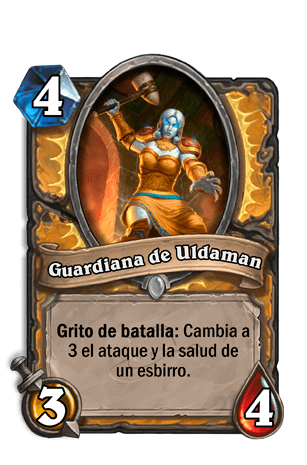 4
Guardiana de Uldaman
Grito de batalla: Cambia a
3 el ataque y la salud de
un esbirro.
3
4